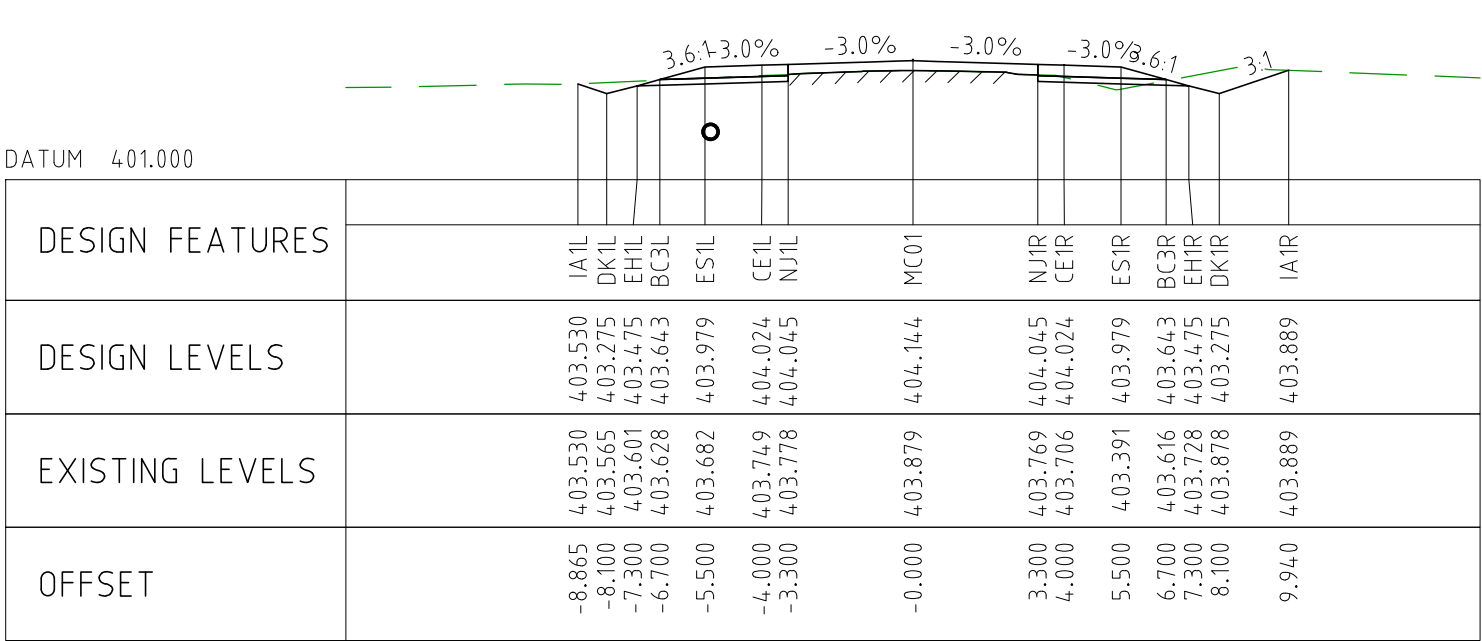 3.6:1 -3.0% -3.0% -3.0% -3.0% 3.6:1 3:1
DATUM 401.000
DESIGN FEATURES IA1L DK1L EH1L BC3L ES1L CE1L NJ1L MC01 NJ1R CE1R ES1R BC3R EH1R DK1R IA1R
DESIGN LEVELS 403.530 403.275 403.475 403.643 403.979 404.024 404.045 404.144 404.045 404.024 403.979 403.643 403.475 403.275 403.889
EXISTING LEVELS 403.530 403.565 403.601 403.628 403.682 403.749 403.778 403.879 403.769 403.706 403.391 403.616 403.728 403.878 403.889
OFFSET -8.865 -8.100 -7.300 -6.700 -5.500 -4.000 -3.300 -0.000 3.300 4.000 5.500 6.700 7.300 8.100 9.940